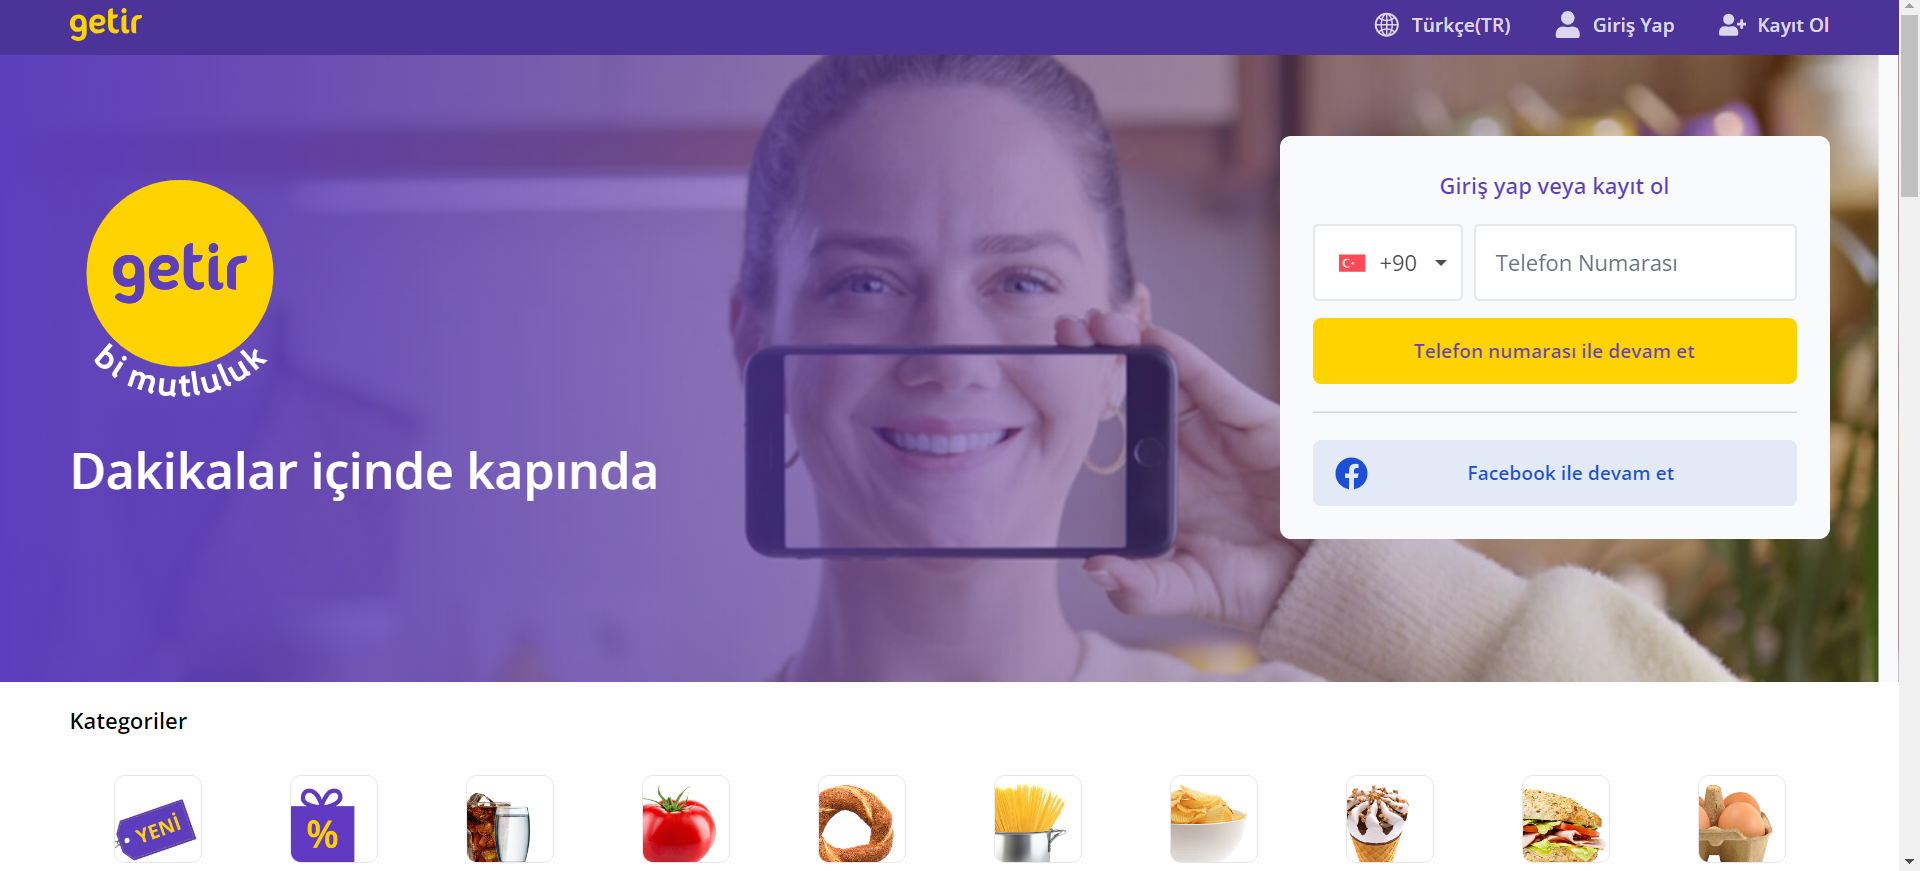 getir
Türkçe(TR)
Giriş Yap
Kayıt Ol
getir
bi mutluluk
Dakikalar içinde kapında
Giriş yap veya kayıt ol
+90
Telefon Numarası
Telefon numarası ile devam et
Facebook ile devam et
Kategoriler
YENİ
%